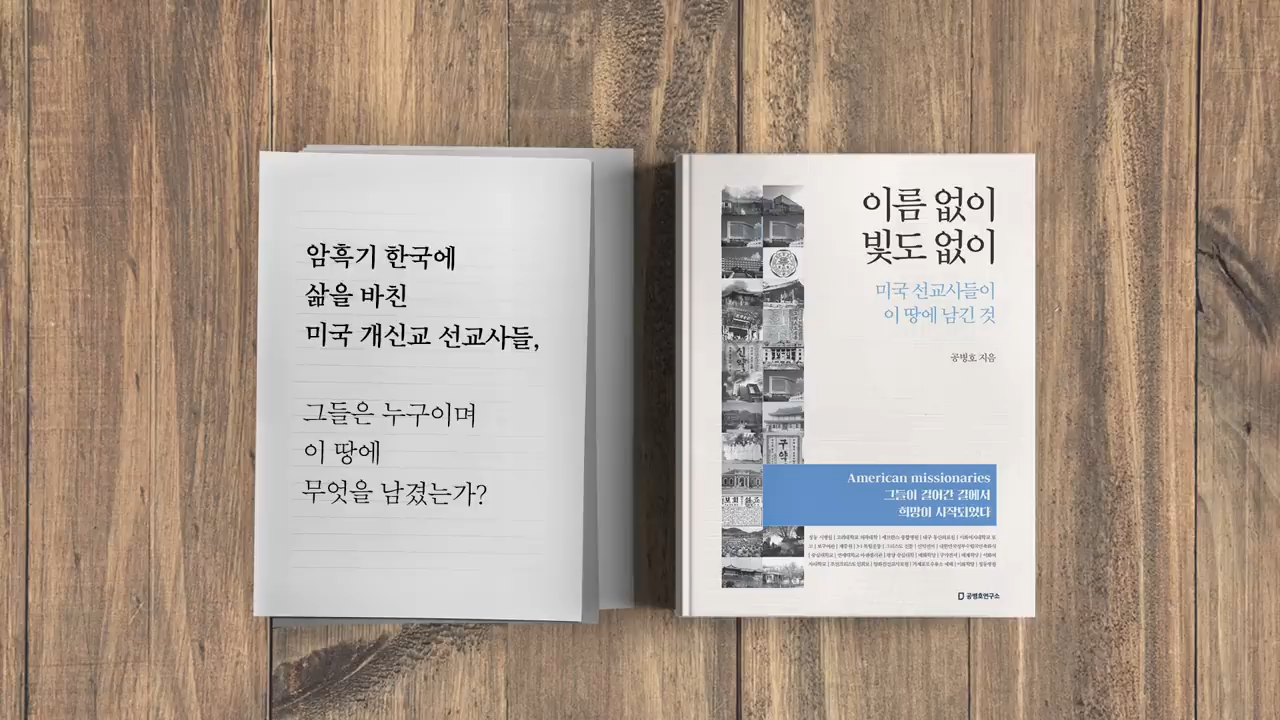 암흑기 한국에
삶을 바친
미국 개신교 선교사들,
그들은 누구이며
이 땅에
무엇을 남겼는가?
이름 없이
빛도 없이
미국 선교사들이
이 땅에 남긴 것
공병호 지음
신약
구약
American missionaries
그들이 걸어간 길에서
희망이 시작되었다
공병호연구소